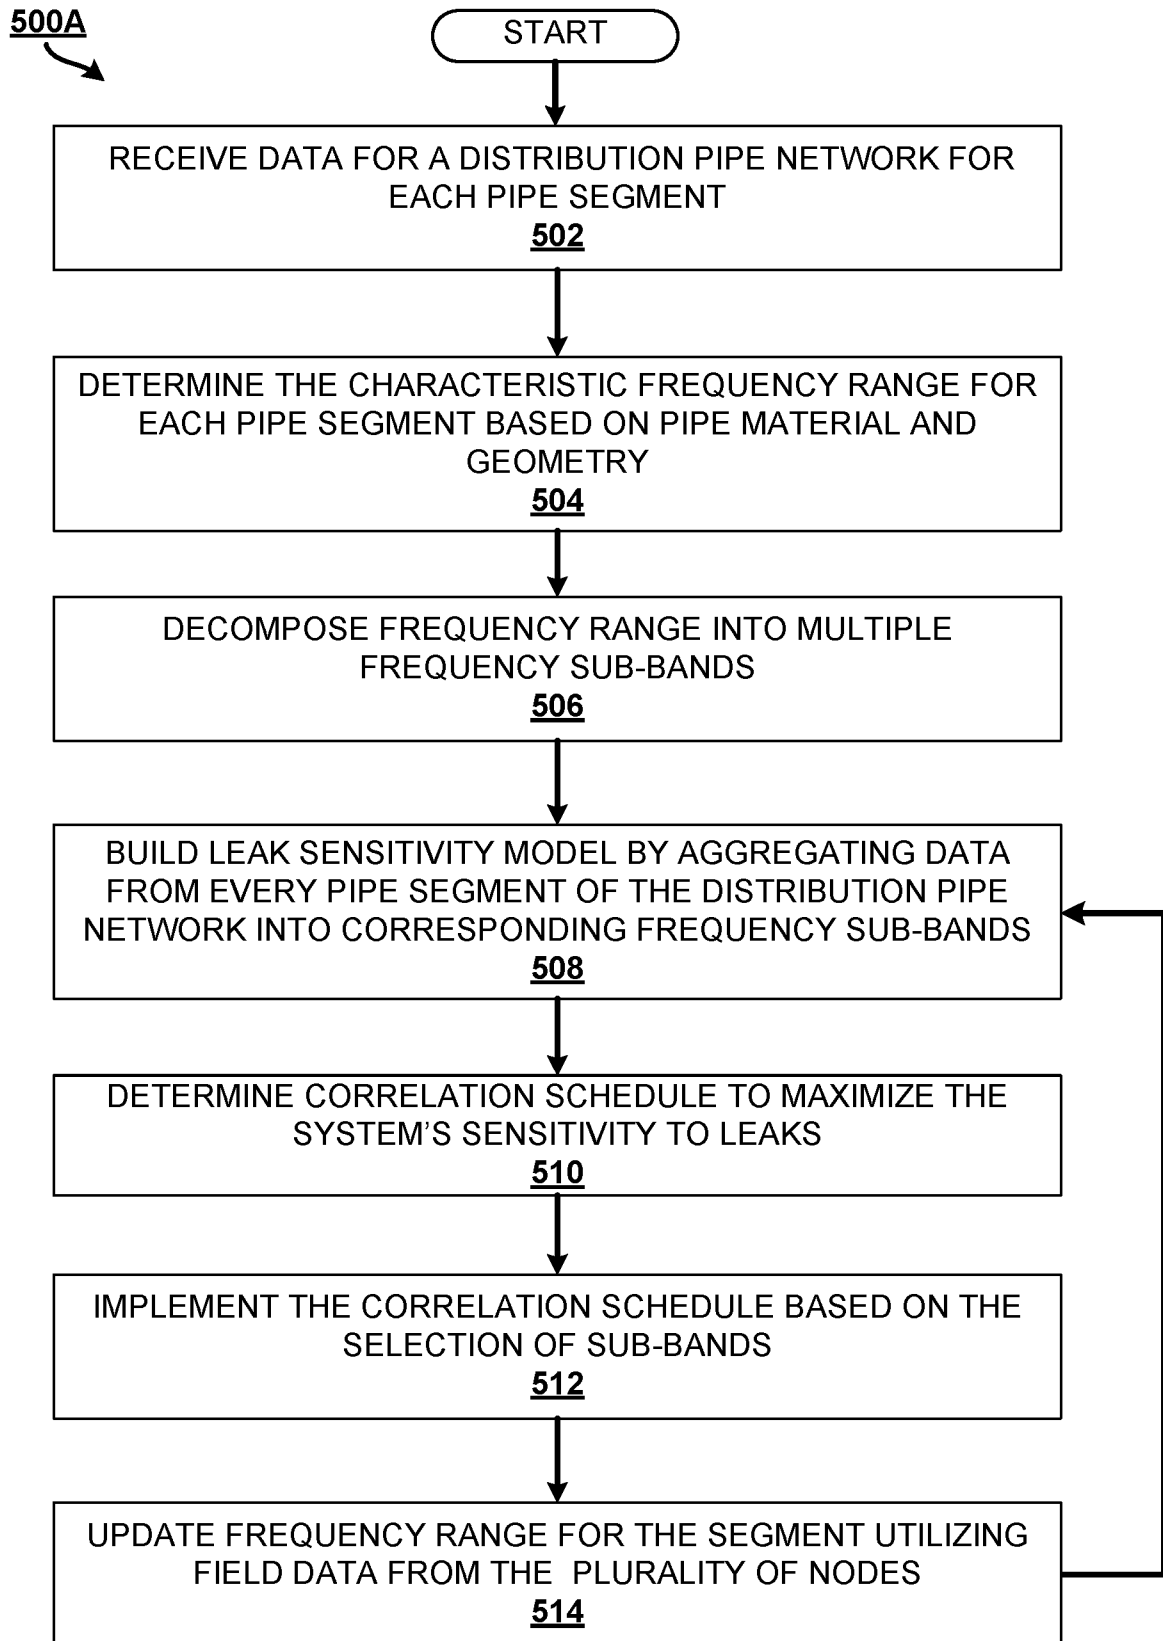 500A
START
RECEIVE DATA FOR A DISTRIBUTION PIPE NETWORK FOR
EACH PIPE SEGMENT
502
DETERMINE THE CHARACTERISTIC FREQUENCY RANGE FOR
EACH PIPE SEGMENT BASED ON PIPE MATERIAL AND
GEOMETRY
504
DECOMPOSE FREQUENCY RANGE INTO MULTIPLE
FREQUENCY SUB-BANDS
506
BUILD LEAK SENSITIVITY MODEL BY AGGREGATING DATA
FROM EVERY PIPE SEGMENT OF THE DISTRIBUTION PIPE
NETWORK INTO CORRESPONDING FREQUENCY SUB-BANDS
508
DETERMINE CORRELATION SCHEDULE TO MAXIMIZE THE
SYSTEM'S SENSITIVITY TO LEAKS
510
IMPLEMENT THE CORRELATION SCHEDULE BASED ON THE
SELECTION OF SUB-BANDS
512
UPDATE FREQUENCY RANGE FOR THE SEGMENT UTILIZING
FIELD DATA FROM THE PLURALITY OF NODES
514